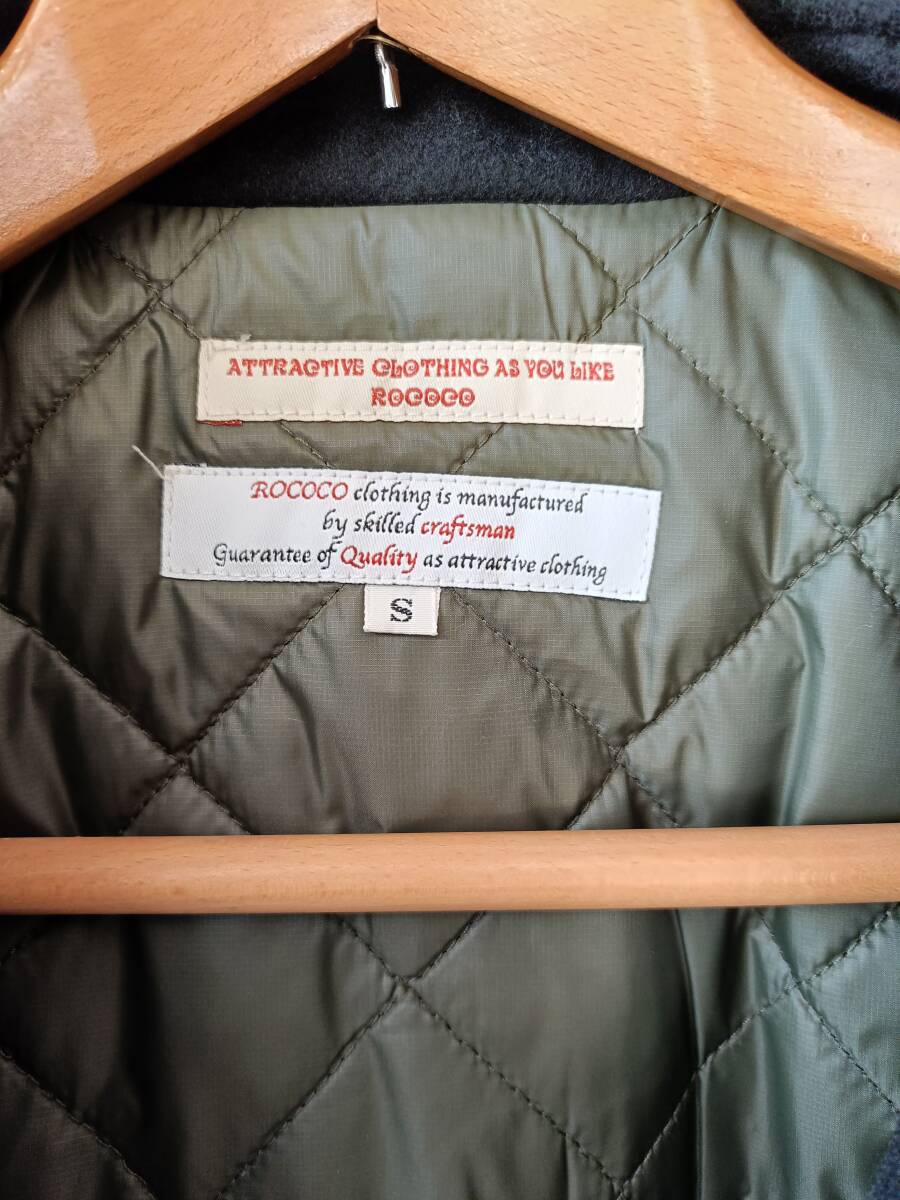 ATTRACTIVE CLOTHING AS YOU LIKE
ROCOCO
ROCOCO clothing is manufactured
by skilled craftsman
Guarantee of Quality as attractive clothing
S